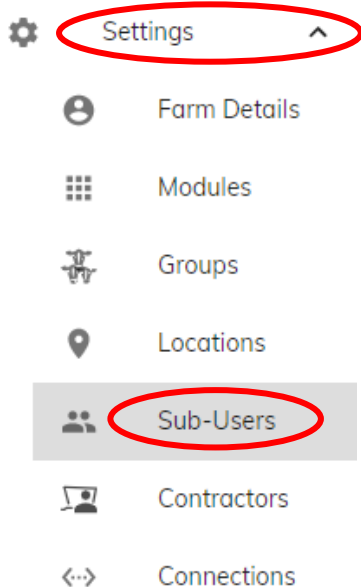 Settings
Farm Details
Modules
Groups
Locations
Sub-Users
Contractors
Connections